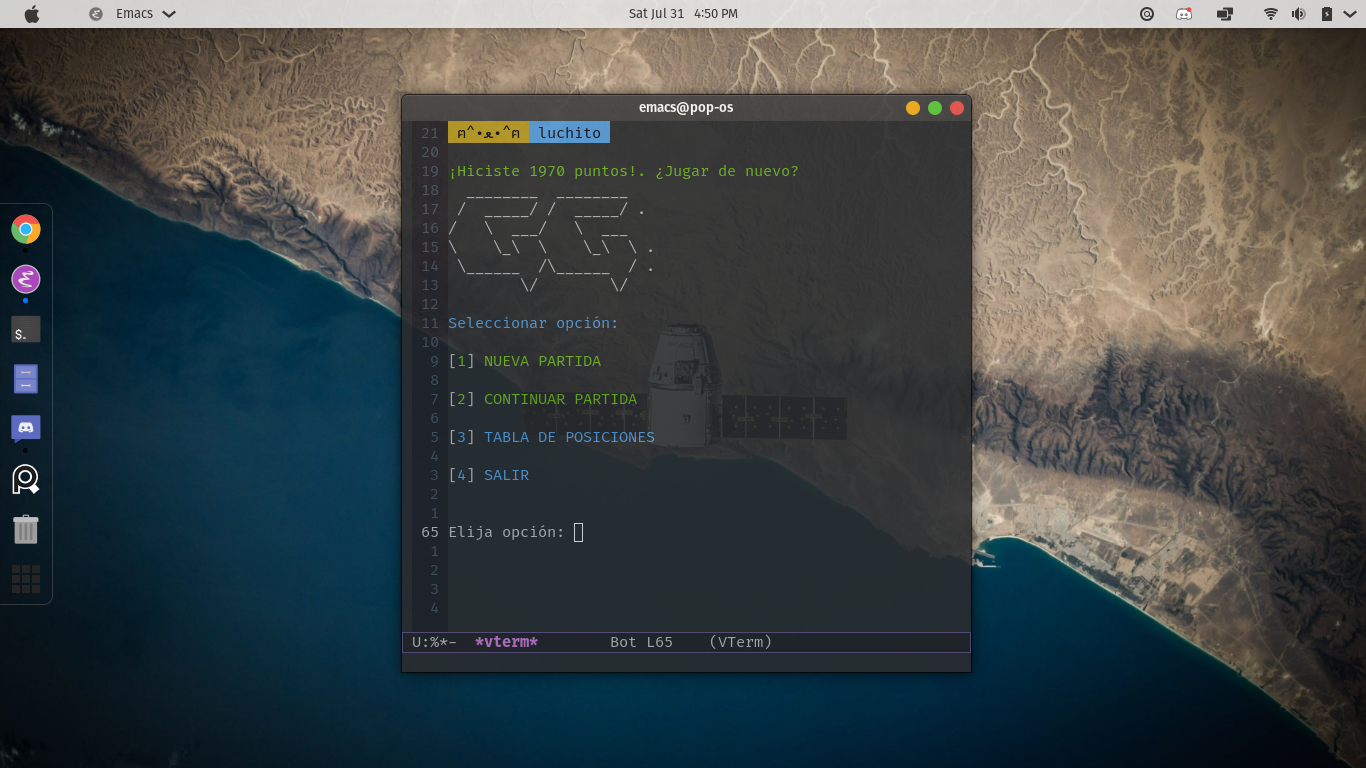 Emacs
Sat Jul 31 4:50 PM
emacs@pop-os
21 ฅ^•ﻌ•^ฅ luchito
20
19 ¡Hiciste 1970 puntos!. ¿Jugar de nuevo?
18   ________  ________
17  /  _____/ /  _____/ .
16 /   \  ___/   \  ___
15 \    \_\  \    \_\  \ .
14  \______  /\______  / .
13         \/        \/
12
11 Seleccionar opción:
10
9 [1] NUEVA PARTIDA
8
7 [2] CONTINUAR PARTIDA
6
5 [3] TABLA DE POSICIONES
4
3 [4] SALIR
2
1
65 Elija opción:
1
2
3
4
U:%*-  *vterm*        Bot L65    (VTerm)
$.